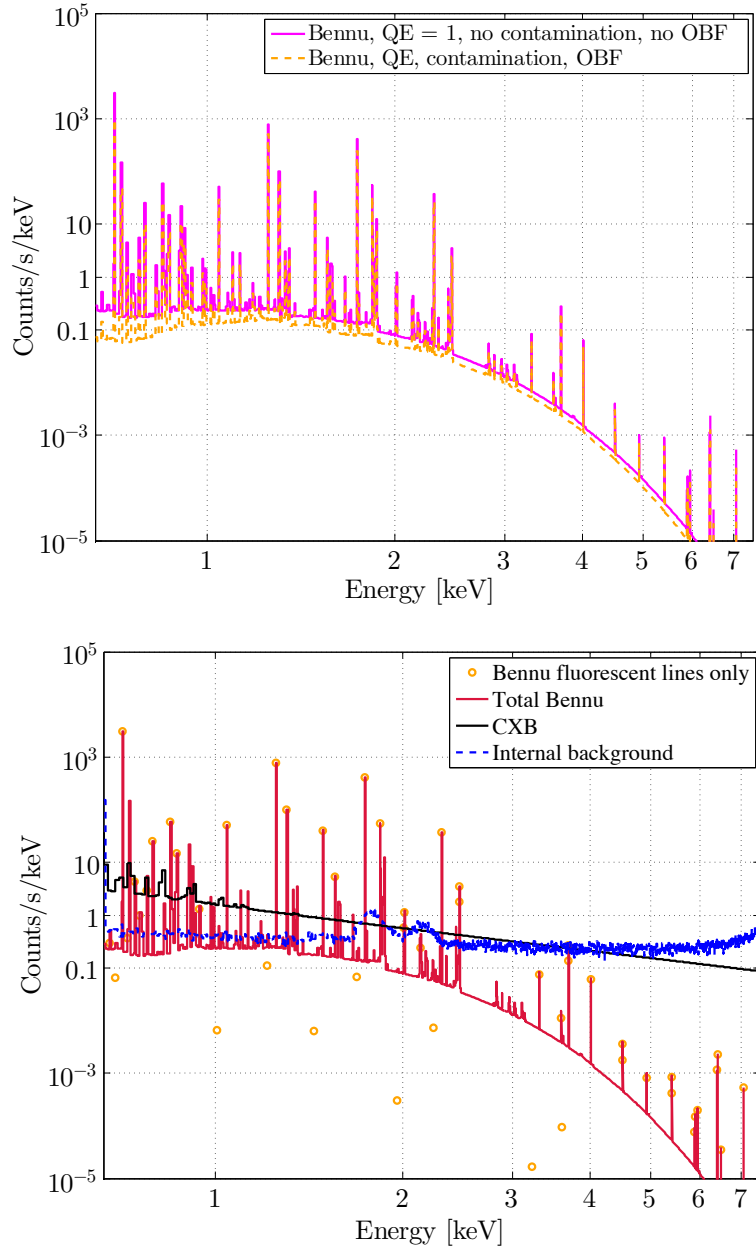 10^5
10^3
10
1
0.1
10^−3
10^−5
Counts/s/keV
Bennu, QE = 1, no contamination, no OBF
Bennu, QE, contamination, OBF
1 2 3 4 5 6 7
Energy [keV]
10^5
10^3
10
1
0.1
10^−3
10^−5
Counts/s/keV
Bennu fluorescent lines only
Total Bennu
CXB
Internal background
1 2 3 4 5 6 7
Energy [keV]